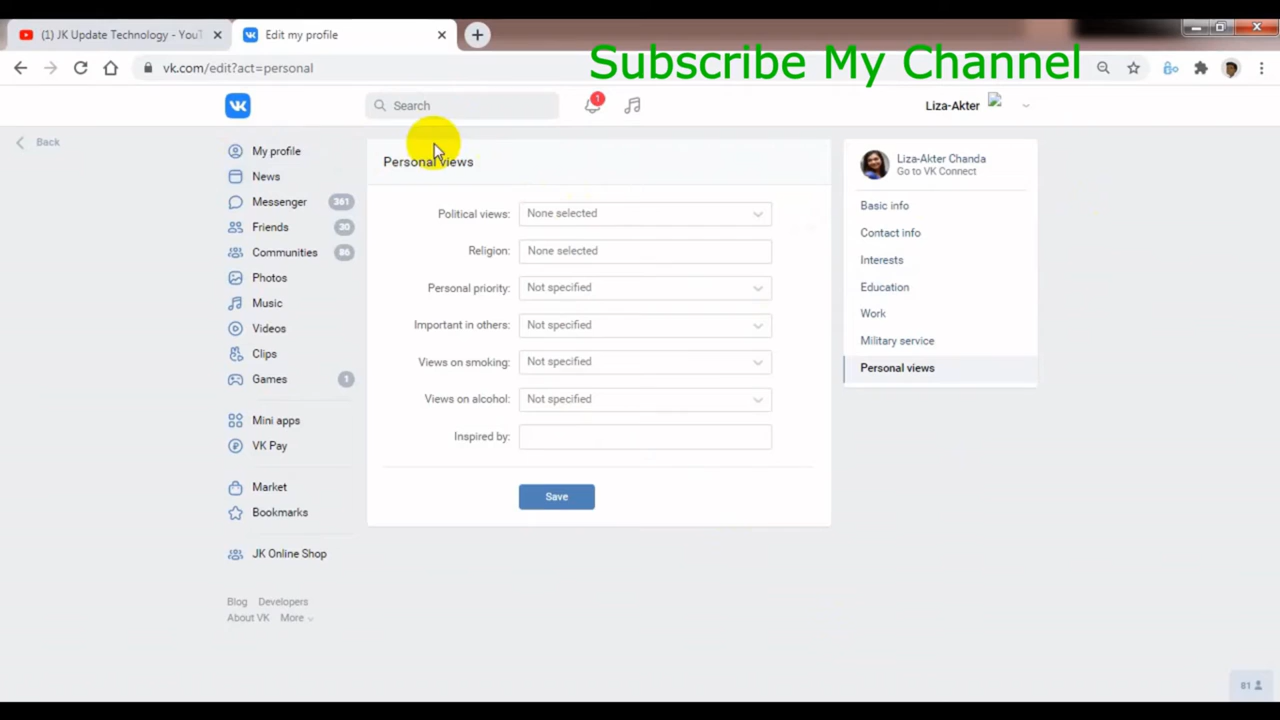 (1) JK Update Technology - YouT
Edit my profile
vk.com/edit?act=personal
Subscribe My Channel
Search
1
Liza-Akter
Back
My profile
News
Messenger 361
Friends 30
Communities 86
Photos
Music
Videos
Clips
Games 1
Mini apps
VK Pay
Market
Bookmarks
JK Online Shop
Blog Developers
About VK More
Personal views
Political views: None selected
Religion: None selected
Personal priority: Not specified
Important in others: Not specified
Views on smoking: Not specified
Views on alcohol: Not specified
Inspired by:
Save
Liza-Akter Chanda
Go to VK Connect
Basic info
Contact info
Interests
Education
Work
Military service
Personal views
81